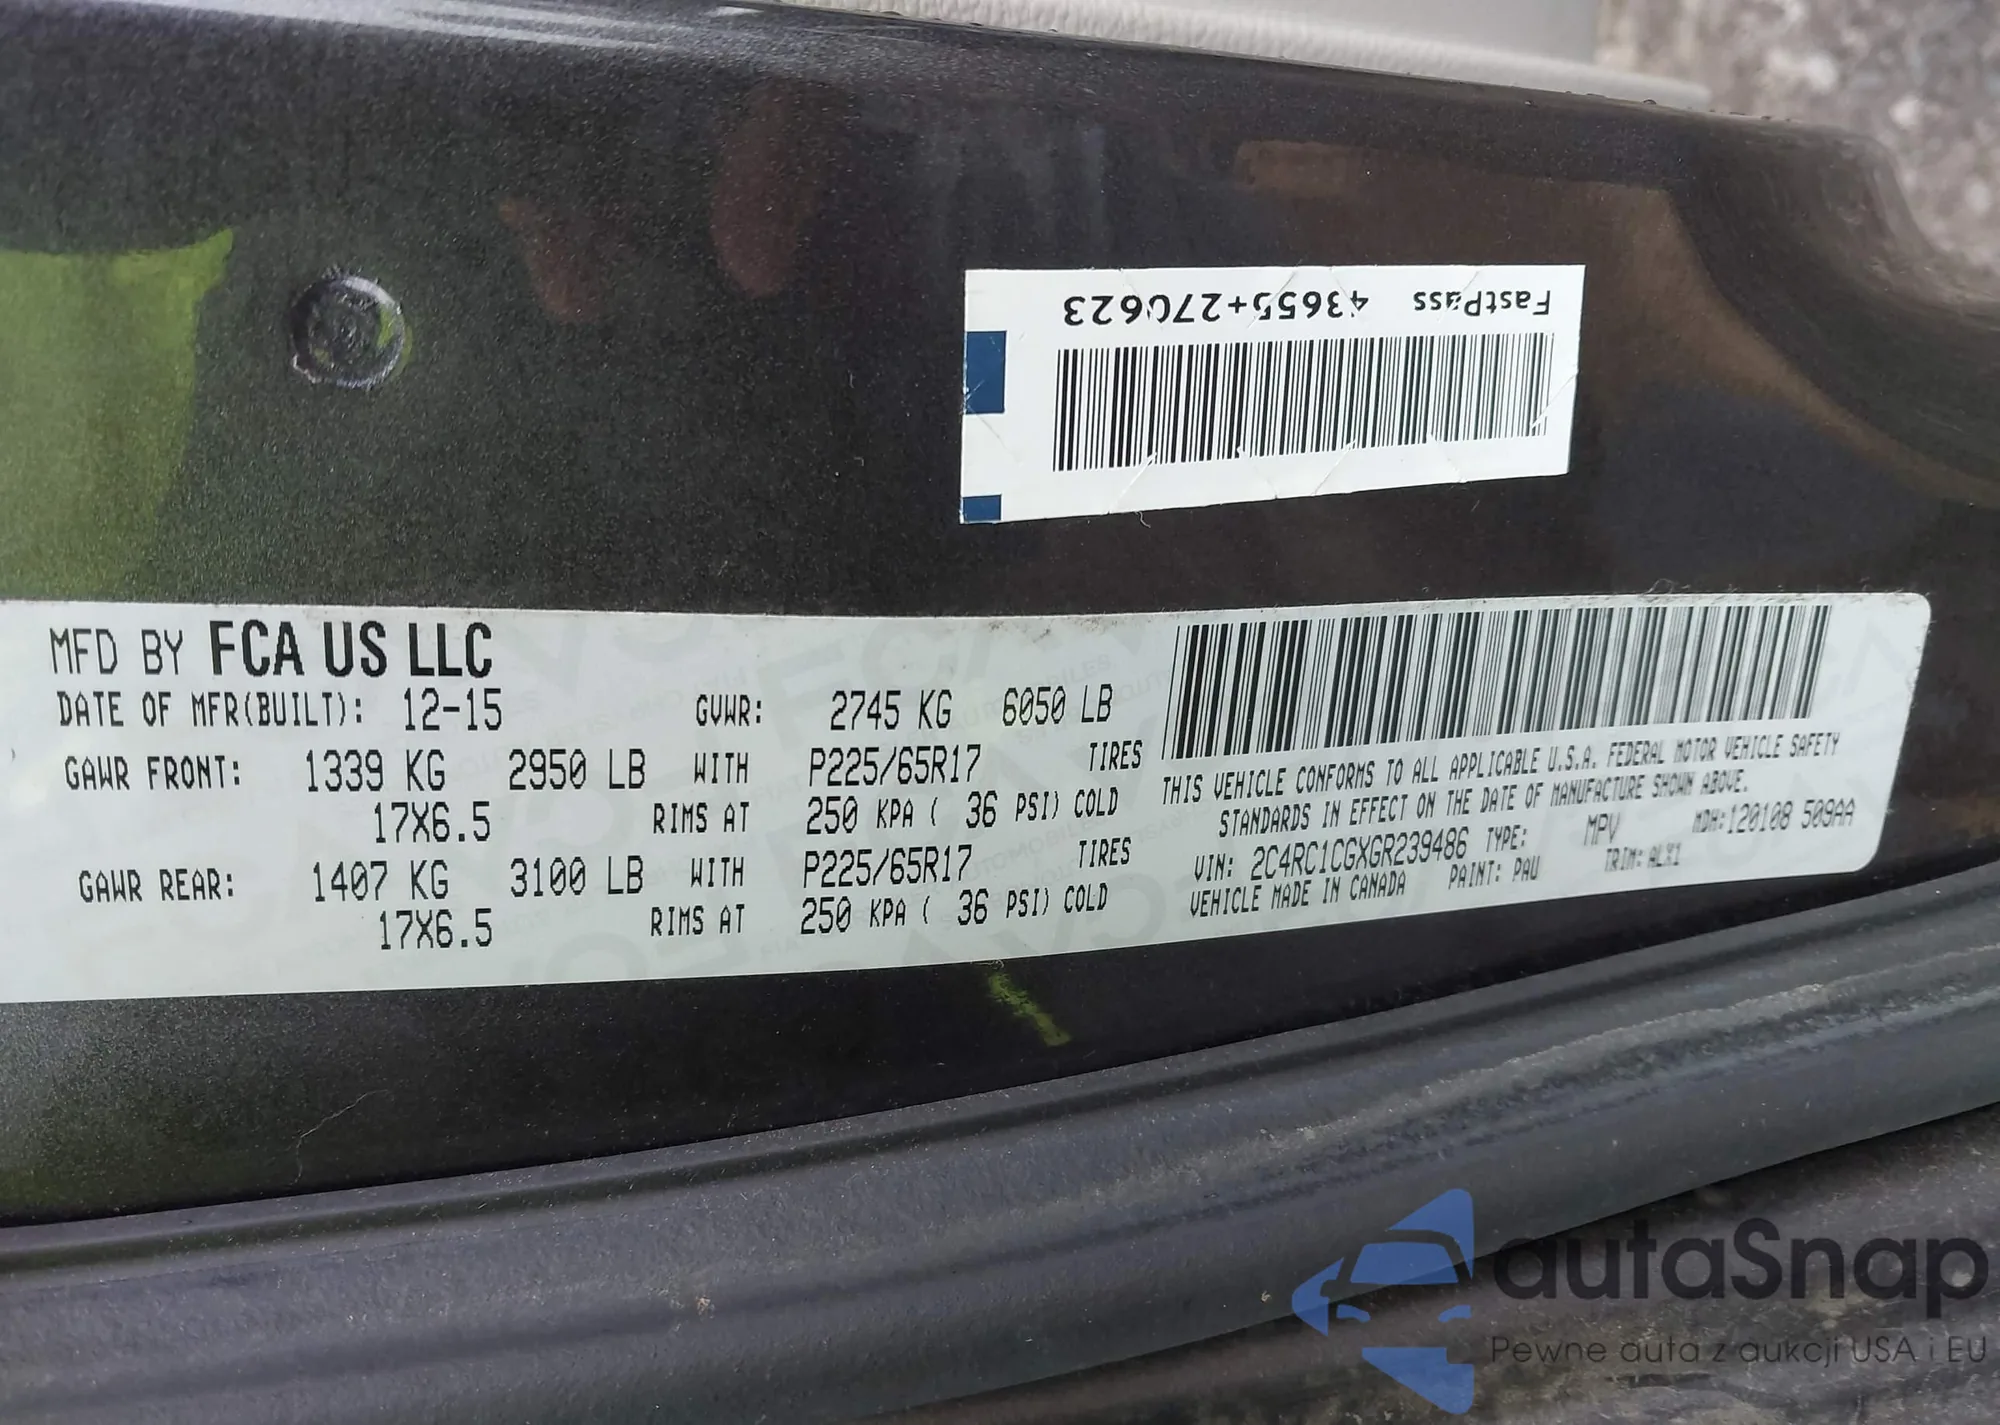 FastPass 43655+270623
MFD BY FCA US LLC
DATE OF MFR(BUILT): 12-15 GVWR: 2745 KG 6050 LB
GAWR FRONT: 1339 KG 2950 LB WITH P225/65R17 TIRES
17X6.5 RIMS AT 250 KPA ( 36 PSI) COLD
GAWR REAR: 1407 KG 3100 LB WITH P225/65R17 TIRES
17X6.5 RIMS AT 250 KPA ( 36 PSI) COLD
THIS VEHICLE CONFORMS TO ALL APPLICABLE U.S.A. FEDERAL MOTOR VEHICLE SAFETY
STANDARDS IN EFFECT ON THE DATE OF MANUFACTURE SHOWN ABOVE.
VIN: 2C4RC1CGXGR239486 TYPE: MPV MDH:120108 509AA
VEHICLE MADE IN CANADA PAINT: PAU TRIM: ALX1
autaSnap
Pewne auta z aukcji USA i EU